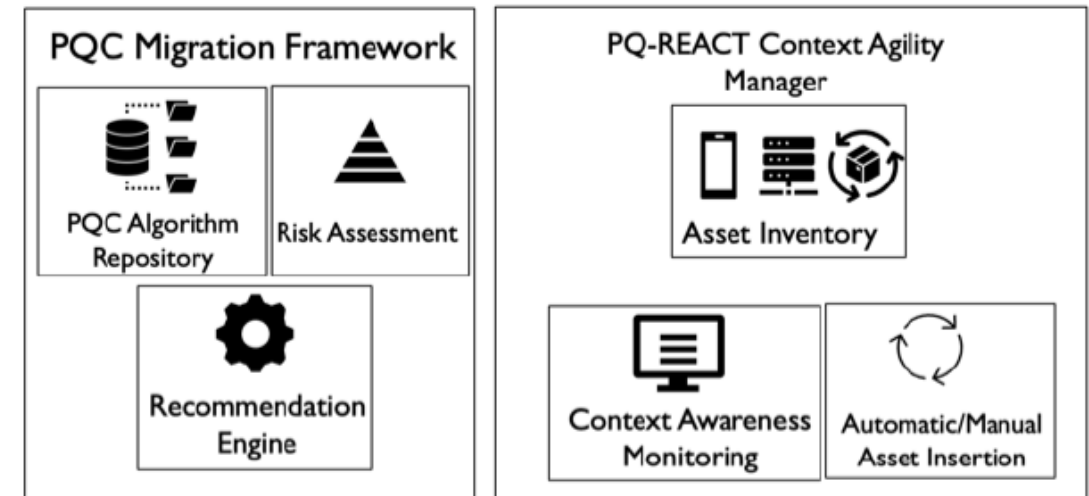 PQC Migration Framework
PQC Algorithm
Repository
Risk Assessment
Recommendation
Engine
PQ-REACT Context Agility
Manager
Asset Inventory
Context Awareness
Monitoring
Automatic/Manual
Asset Insertion